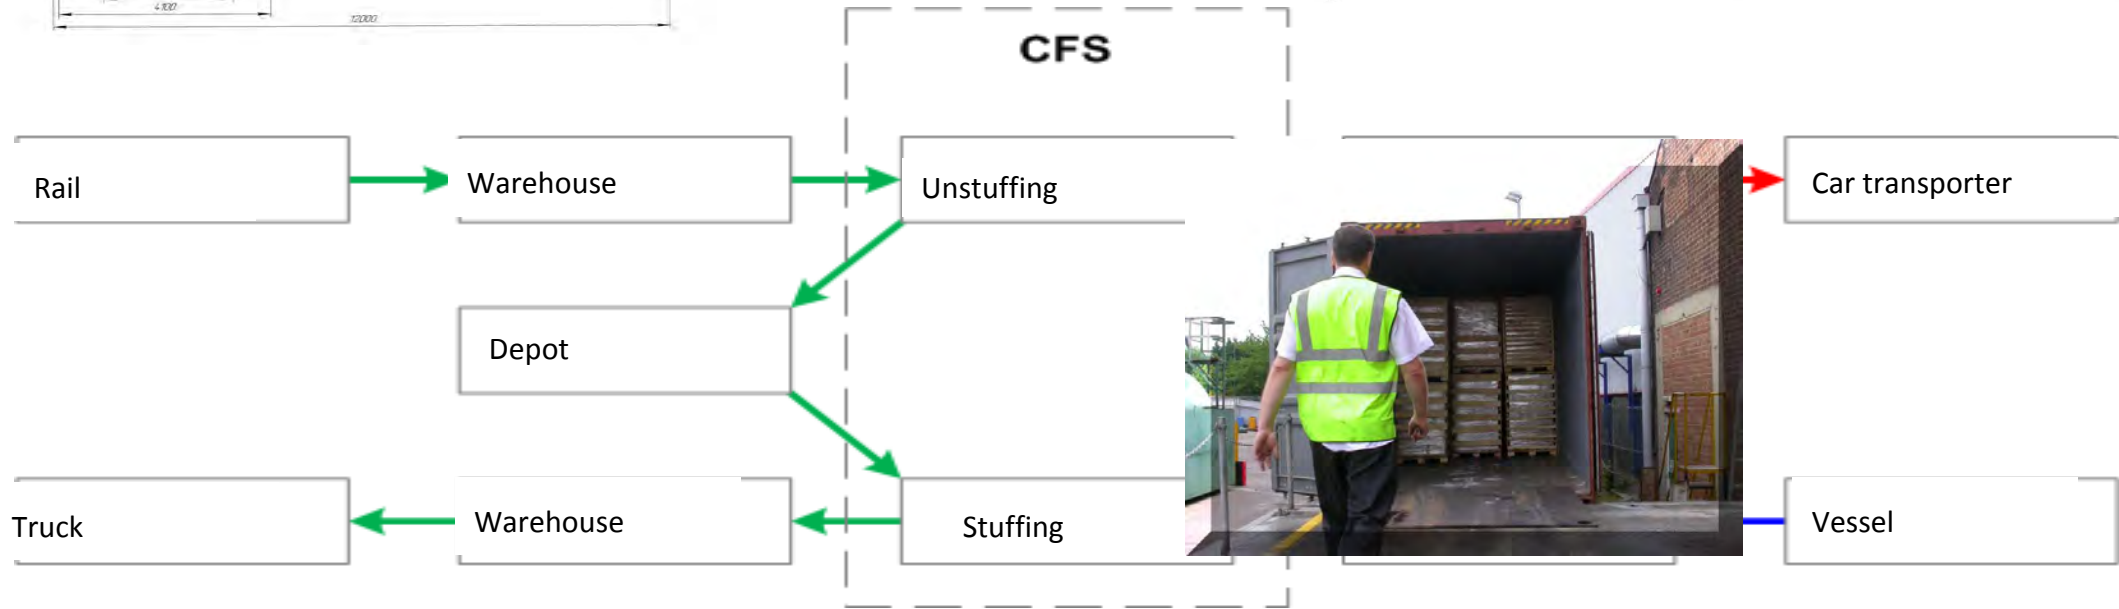 4100
12000
CFS
Rail
Warehouse
Unstuffing
Car transporter
Depot
Truck
Warehouse
Stuffing
Vessel